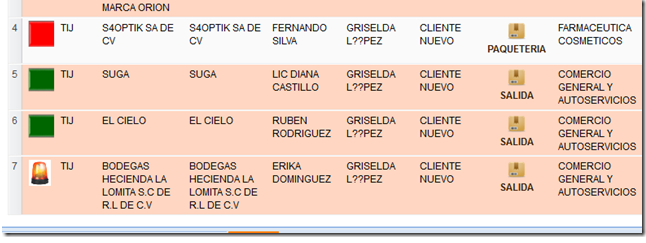 MARCA ORION
4 TIJ S4OPTIK SA DE S4OPTIK SA DE FERNANDO GRISELDA CLIENTE FARMACEUTICA
CV CV SILVA L??PEZ NUEVO COSMETICOS
PAQUETERIA
5 TIJ SUGA SUGA LIC DIANA GRISELDA CLIENTE COMERCIO
CASTILLO L??PEZ NUEVO GENERAL Y
SALIDA AUTOSERVICIOS
6 TIJ EL CIELO EL CIELO RUBEN GRISELDA CLIENTE COMERCIO
RODRIGUEZ L??PEZ NUEVO GENERAL Y
SALIDA AUTOSERVICIOS
7 TIJ BODEGAS BODEGAS ERIKA GRISELDA CLIENTE COMERCIO
HECIENDA LA HECIENDA LA DOMINGUEZ L??PEZ NUEVO GENERAL Y
LOMITA S.C DE LOMITA S.C DE SALIDA AUTOSERVICIOS
R.L DE C.V R.L DE C.V